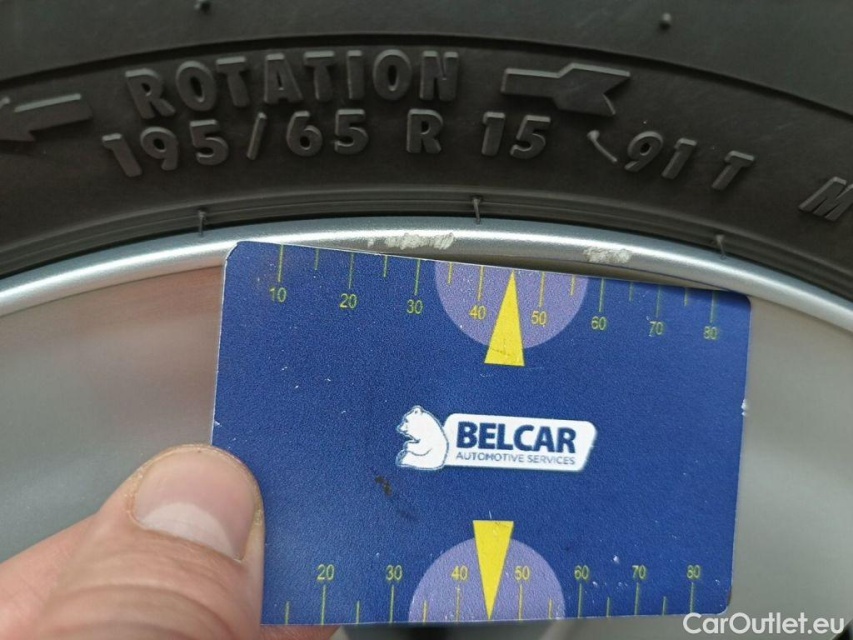 ROTATION
195/65 R 15 91 T M
10 20 30 40 50 60 70 80
BELCAR
AUTOMOTIVE SERVICES
20 30 40 50 60 70 80
CarOutlet.eu